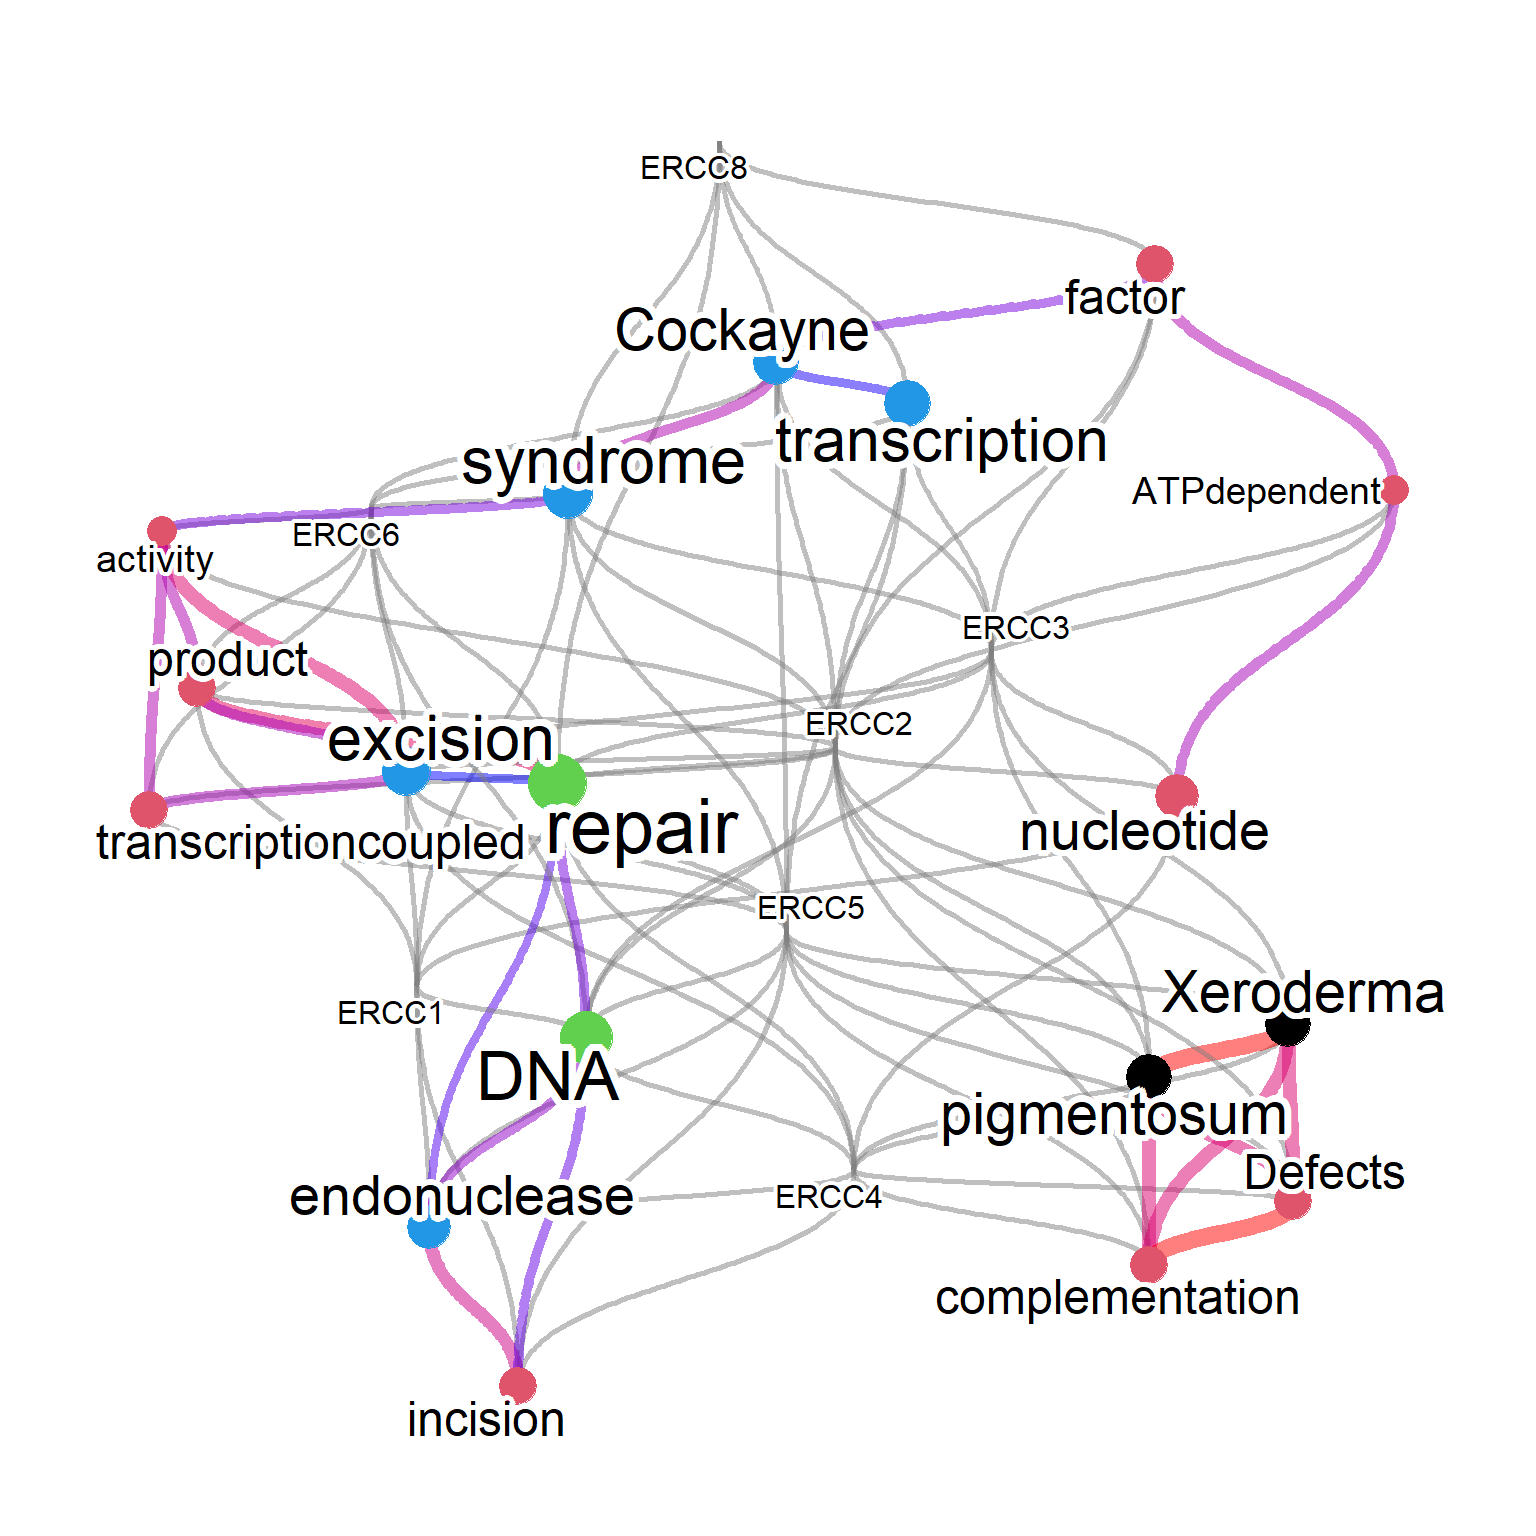 ERCC8
factor
Cockayne
transcription
syndrome
ATPdependent
ERCC6
activity
ERCC3
product
ERCC2
excision
repair
nucleotide
transcriptioncoupled
ERCC5
Xeroderma
ERCC1
DNA
pigmentosum
Defects
endonuclease
ERCC4
complementation
incision